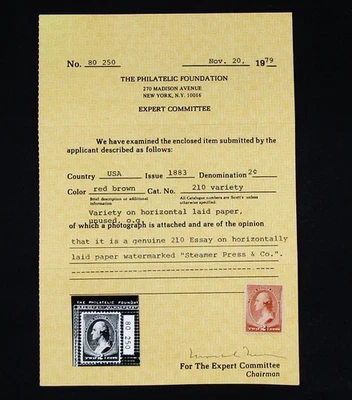 No. 80 250 Nov. 20, 1979
THE PHILATELIC FOUNDATION
270 MADISON AVENUE
NEW YORK, N.Y. 10016
EXPERT COMMITTEE
We have examined the enclosed item submitted by the
applicant described as follows:
Country USA Issue 1883 Denomination 2¢
Color red brown Cat. No. 210 variety
Brief description or additional information
All Catalogue numbers are Scott's unless otherwise specified.
Variety on horizontal laid paper,
unused, o.g.
of which a photograph is attached and are of the opinion
that it is a genuine 210 Essay on horizontally
laid paper watermarked "Steamer Press & Co.".
THE PHILATELIC FOUNDAT
80 250
For The Expert Committee
Chairman